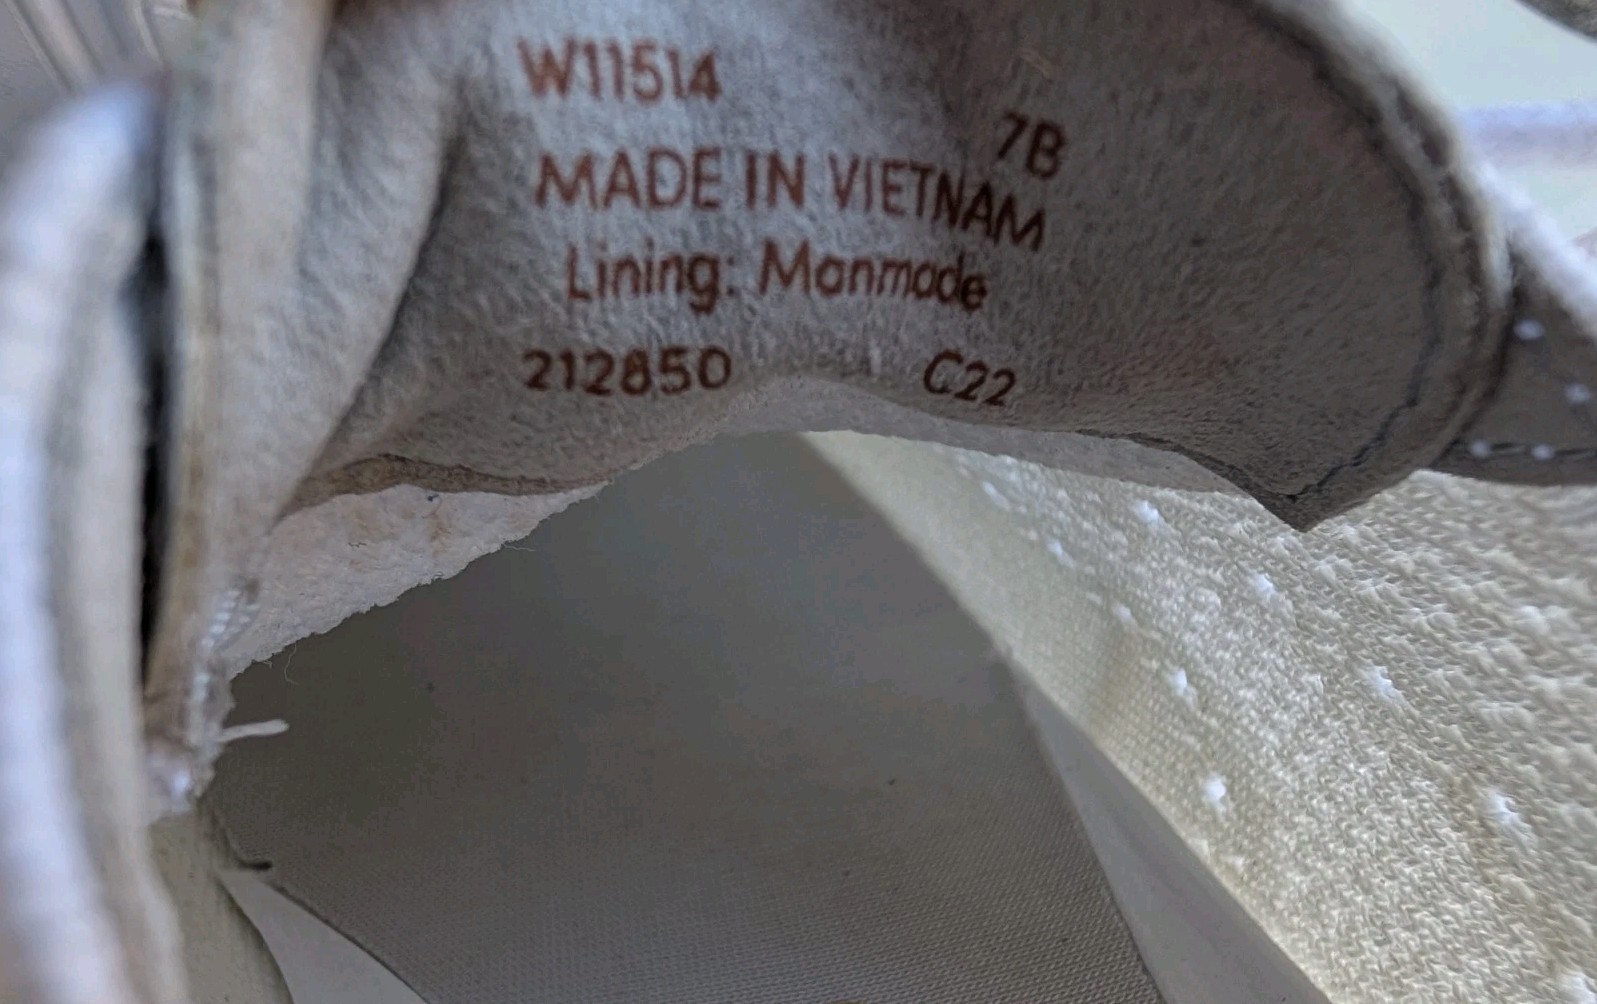 W11514
7B
MADE IN VIETNAM
Lining: Manmade
212850 C22